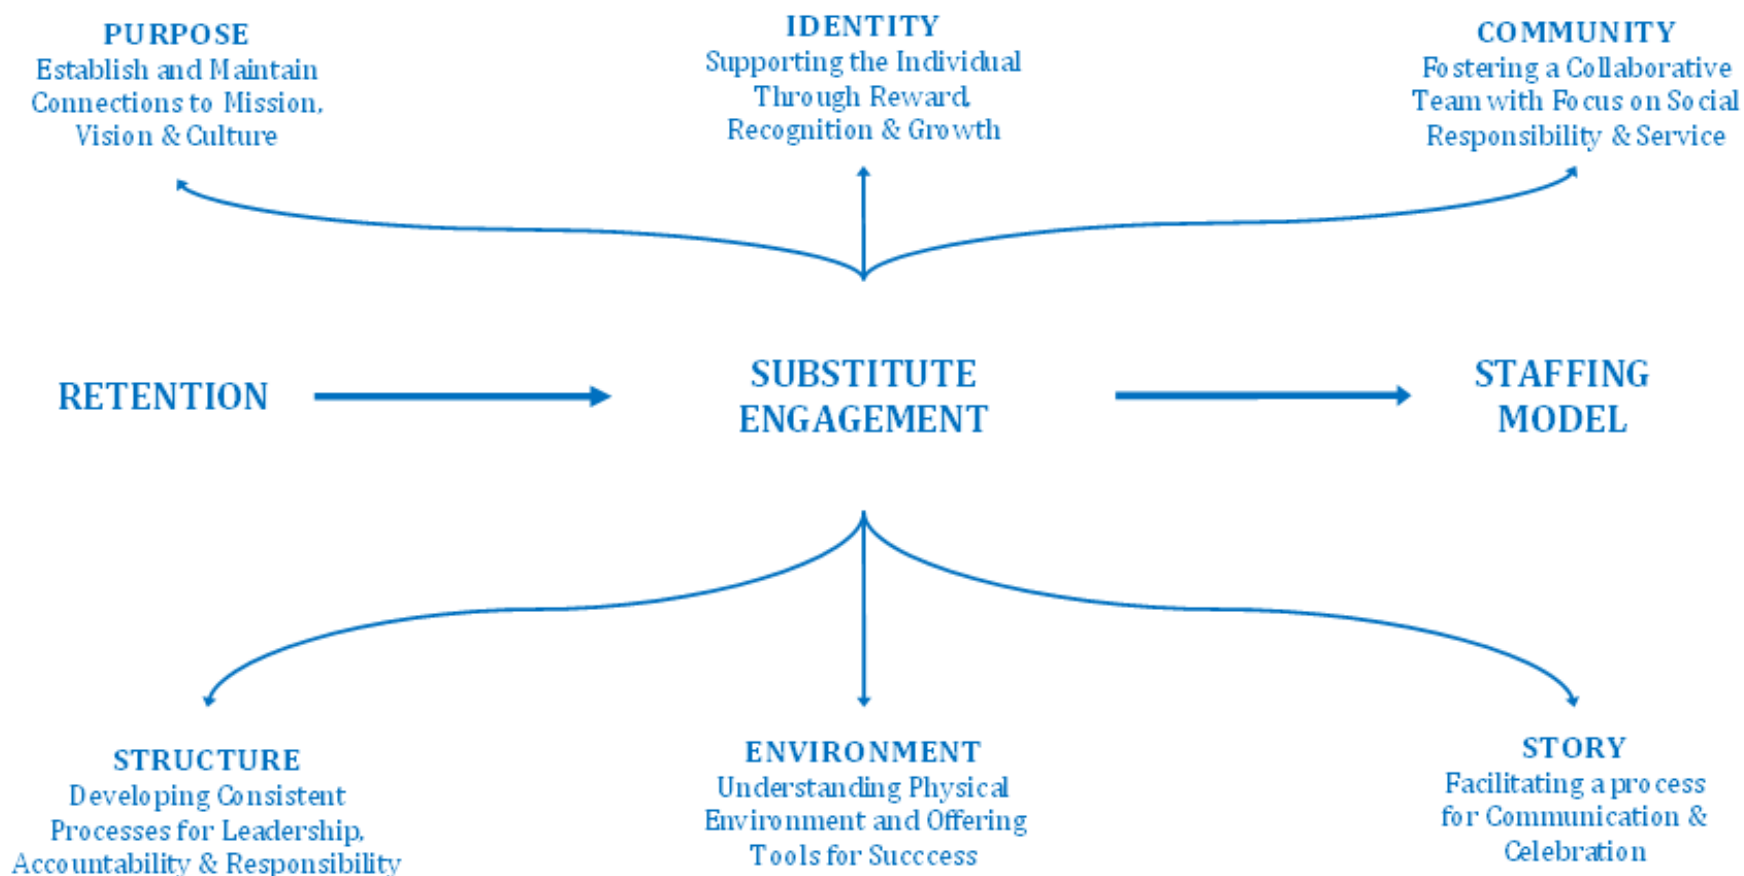 PURPOSE
Establish and Maintain
Connections to Mission,
Vision & Culture
IDENTITY
Supporting the Individual
Through Reward,
Recognition & Growth
COMMUNITY
Fostering a Collaborative
Team with Focus on Social
Responsibility & Service
RETENTION
SUBSTITUTE
ENGAGEMENT
STAFFING
MODEL
STRUCTURE
Developing Consistent
Processes for Leadership,
Accountability & Responsibility
ENVIRONMENT
Understanding Physical
Environment and Offering
Tools for Succcess
STORY
Facilitating a process
for Communication &
Celebration